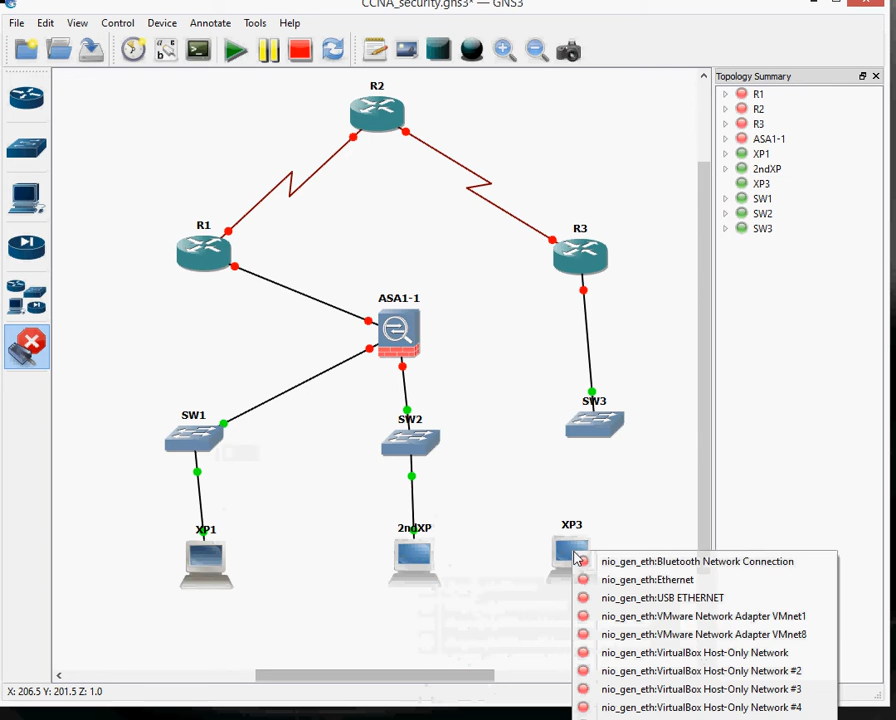 CCNA_security.gns3* — GNS3
File Edit View Control Device Annotate Tools Help
Topology Summary
R1
R2
R3
ASA1-1
XP1
2ndXP
XP3
SW1
SW2
SW3
R2
R1
R3
ASA1-1
SW3
SW1
SW2
XP3
XP1
2ndXP
nio_gen_eth:Bluetooth Network Connection
nio_gen_eth:Ethernet
nio_gen_eth:USB ETHERNET
nio_gen_eth:VMware Network Adapter VMnet1
nio_gen_eth:VMware Network Adapter VMnet8
nio_gen_eth:VirtualBox Host-Only Network
nio_gen_eth:VirtualBox Host-Only Network #2
nio_gen_eth:VirtualBox Host-Only Network #3
nio_gen_eth:VirtualBox Host-Only Network #4
X: 206.5 Y: 201.5 Z: 1.0